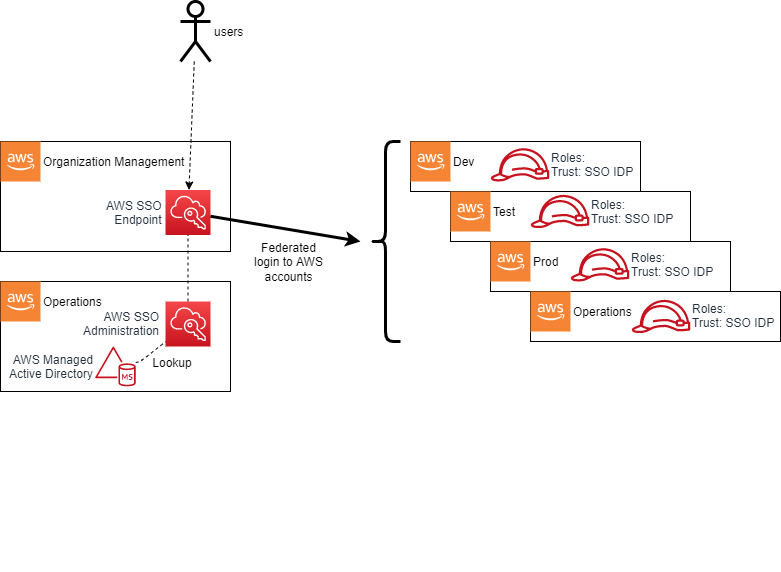 users
aws
Organization Management
AWS SSO
Endpoint
Federated
login to AWS
accounts
aws
Operations
AWS SSO
Administration
AWS Managed
Active Directory
MS
Lookup
aws
Dev
Roles:
Trust: SSO IDP
aws
Test
Roles:
Trust: SSO IDP
aws
Prod
Roles:
Trust: SSO IDP
aws
Operations
Roles:
Trust: SSO IDP